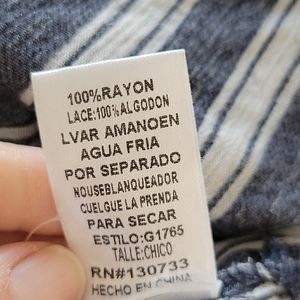 100%RAYON
LACE:100%ALGODON
LVAR AMANOEN
AGUA FRIA
POR SEPARADO
NOUSEBLANQUEADOR
CUELGUE LA PRENDA
PARA SECAR
ESTILO:G1765
TALLE:CHICO
RN#130733
HECHO EN CHINA